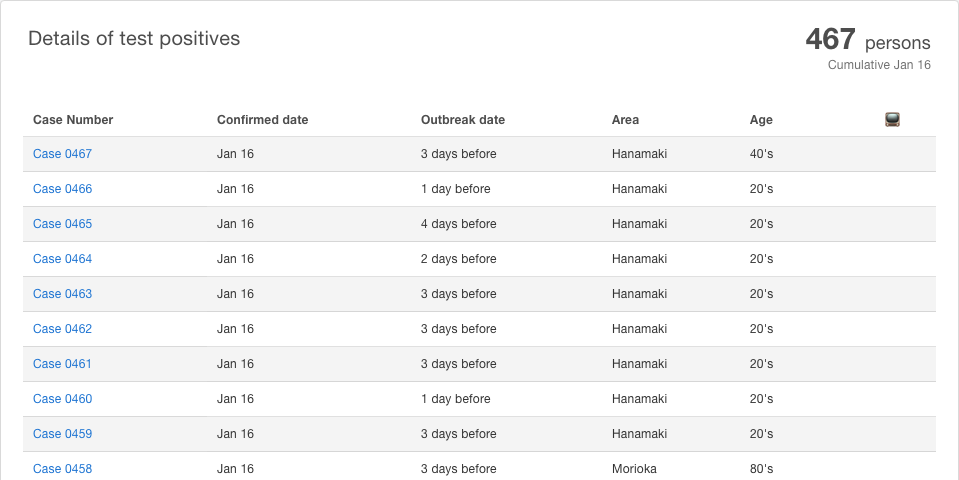 Details of test positives
467 persons
Cumulative Jan 16
Case Number Confirmed date Outbreak date Area Age
Case 0467 Jan 16 3 days before Hanamaki 40's
Case 0466 Jan 16 1 day before Hanamaki 20's
Case 0465 Jan 16 4 days before Hanamaki 20's
Case 0464 Jan 16 2 days before Hanamaki 20's
Case 0463 Jan 16 3 days before Hanamaki 20's
Case 0462 Jan 16 3 days before Hanamaki 20's
Case 0461 Jan 16 3 days before Hanamaki 20's
Case 0460 Jan 16 1 day before Hanamaki 20's
Case 0459 Jan 16 3 days before Hanamaki 20's
Case 0458 Jan 16 3 days before Morioka 80's